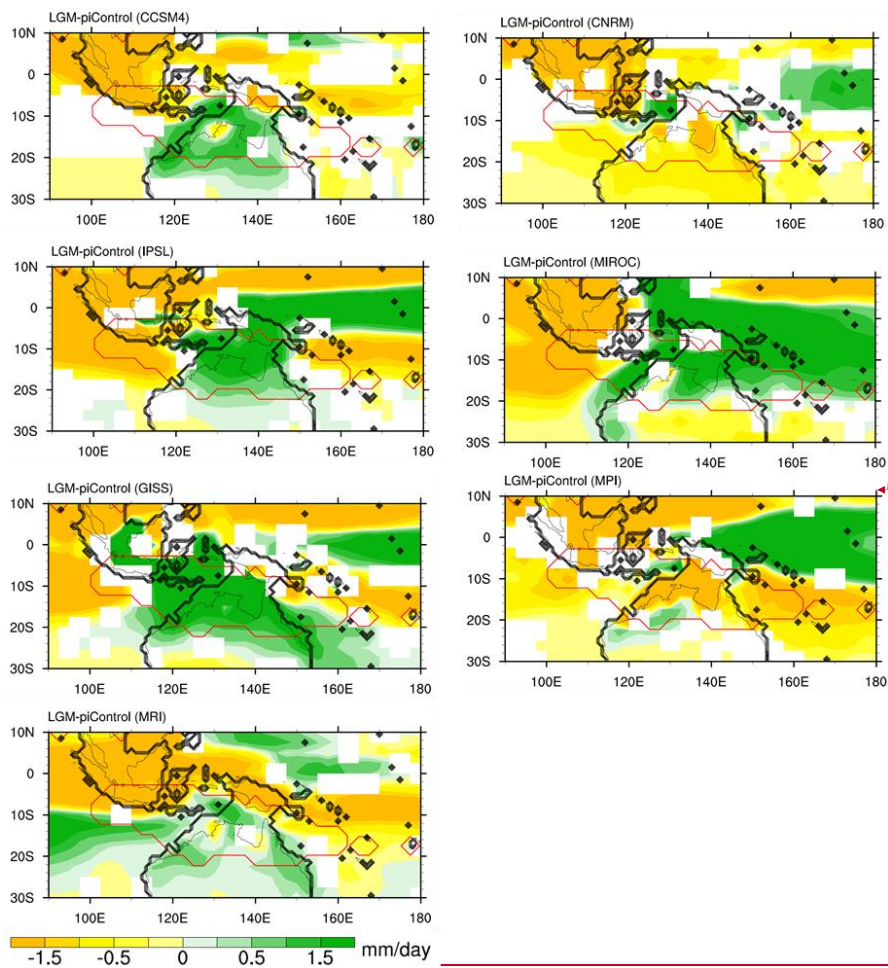 LGM-piControl (CCSM4)
10N
0
10S
20S
30S
100E 120E 140E 160E 180
LGM-piControl (CNRM)
10N
0
10S
20S
30S
100E 120E 140E 160E 180
LGM-piControl (IPSL)
10N
0
10S
20S
30S
100E 120E 140E 160E 180
LGM-piControl (MIROC)
10N
0
10S
20S
30S
100E 120E 140E 160E 180
LGM-piControl (GISS)
10N
0
10S
20S
30S
100E 120E 140E 160E 180
LGM-piControl (MPI)
10N
0
10S
20S
30S
100E 120E 140E 160E 180
LGM-piControl (MRI)
10N
0
10S
20S
30S
100E 120E 140E 160E 180
-1.5 -0.5 0 0.5 1.5 mm/day